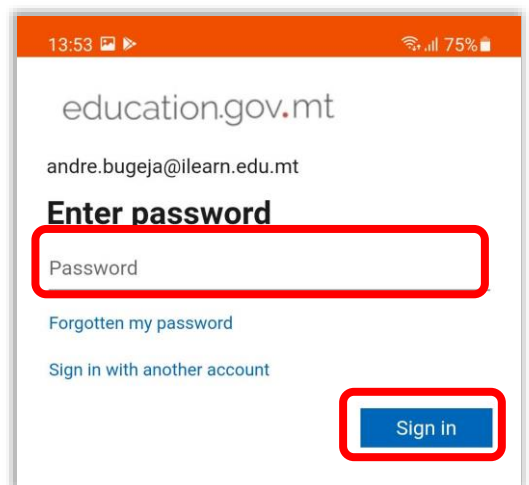 13:53 75%
education.gov.mt
andre.bugeja@ilearn.edu.mt
Enter password
Password
Forgotten my password
Sign in with another account
Sign in